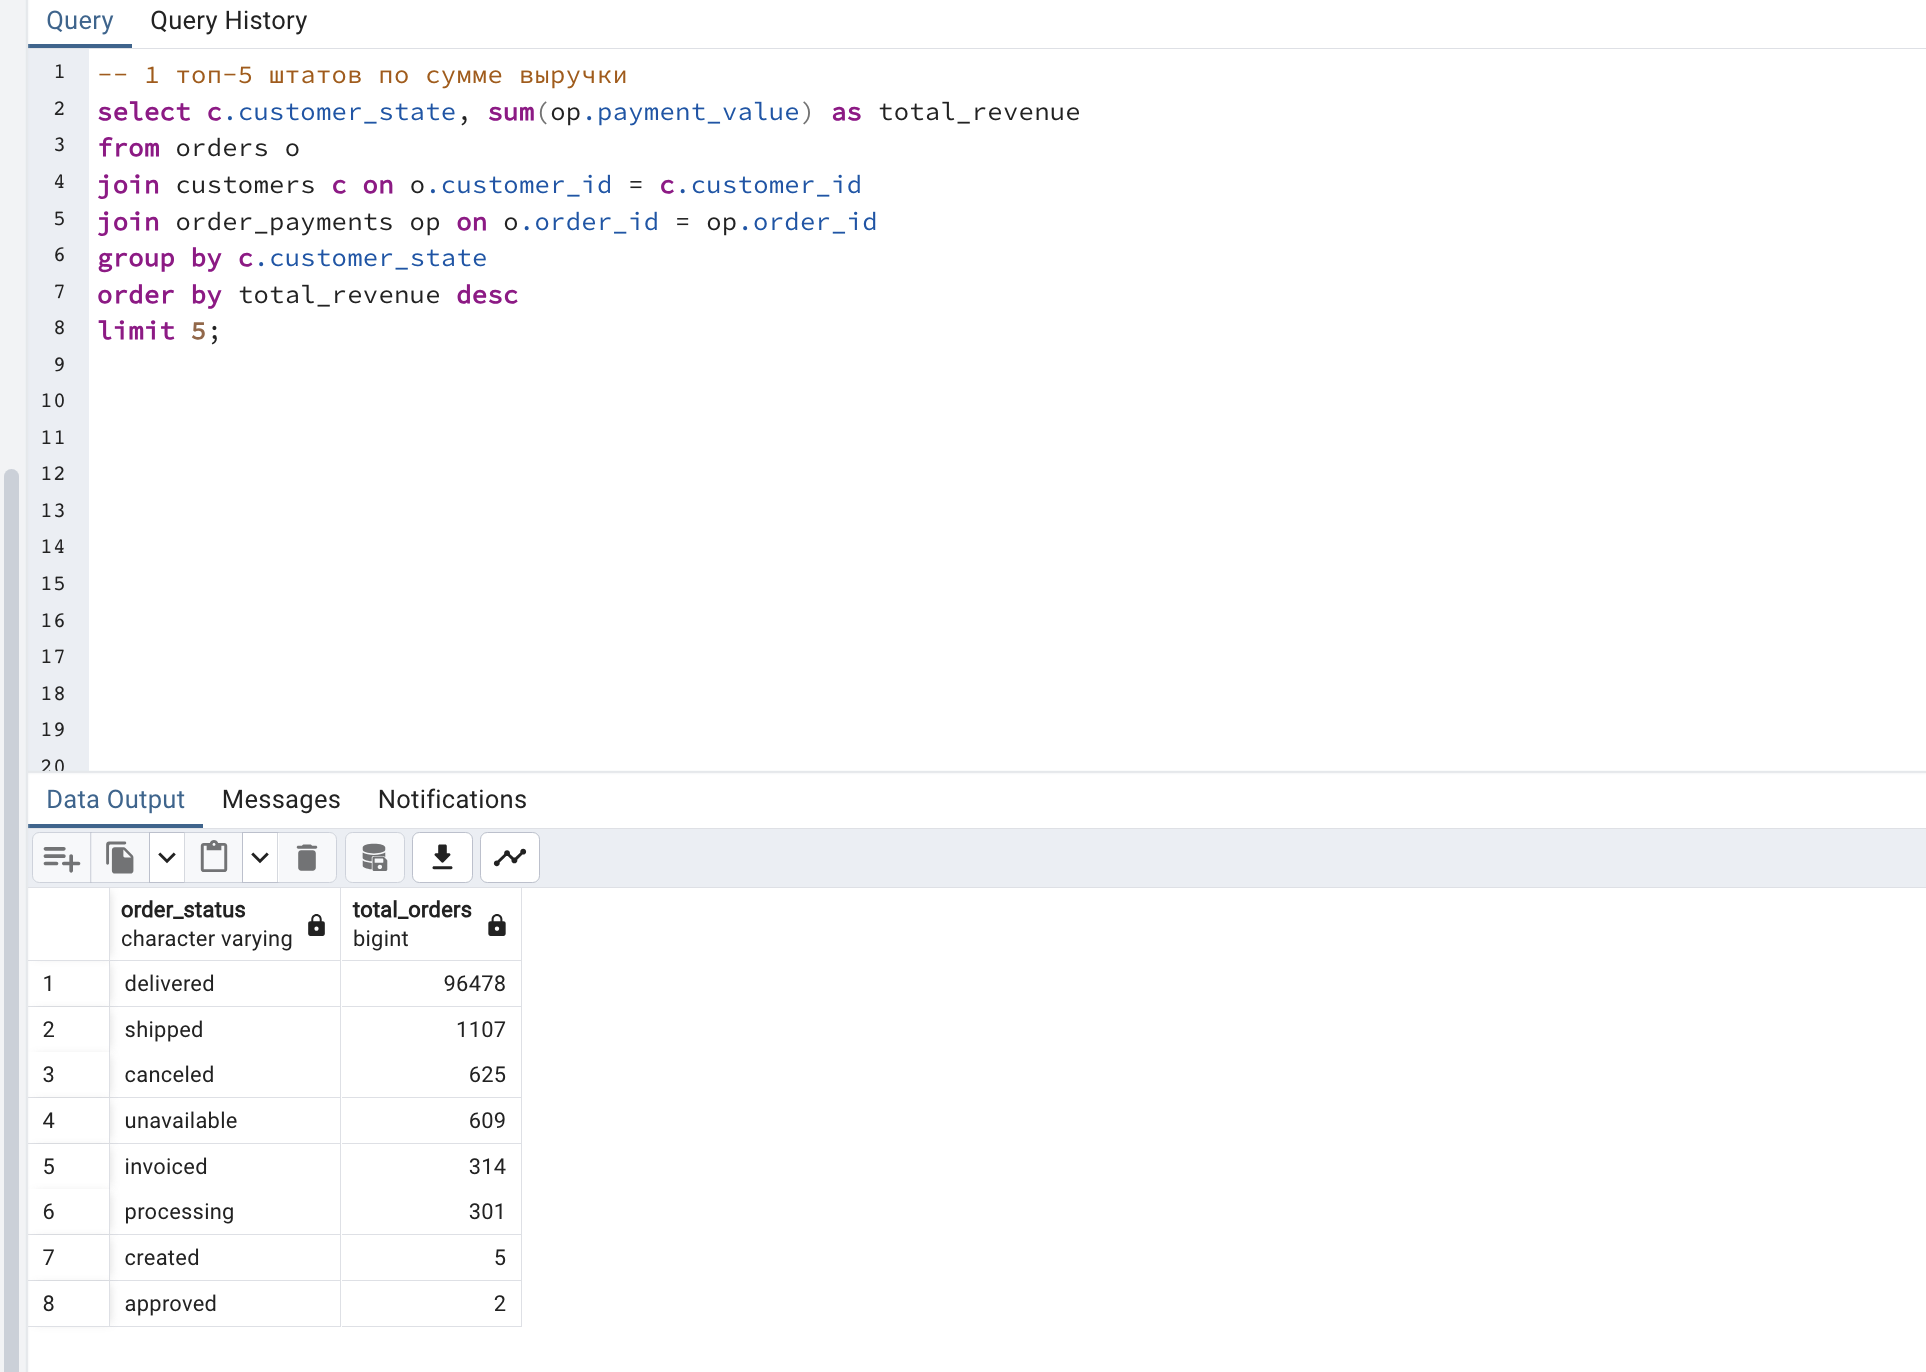 Query Query History
1 -- 1 топ-5 штатов по сумме выручки
2 select c.customer_state, sum(op.payment_value) as total_revenue
3 from orders o
4 join customers c on o.customer_id = c.customer_id
5 join order_payments op on o.order_id = op.order_id
6 group by c.customer_state
7 order by total_revenue desc
8 limit 5;
9
10
11
12
13
14
15
16
17
18
19
20
Data Output Messages Notifications
order_status total_orders
character varying bigint
1 delivered 96478
2 shipped 1107
3 canceled 625
4 unavailable 609
5 invoiced 314
6 processing 301
7 created 5
8 approved 2